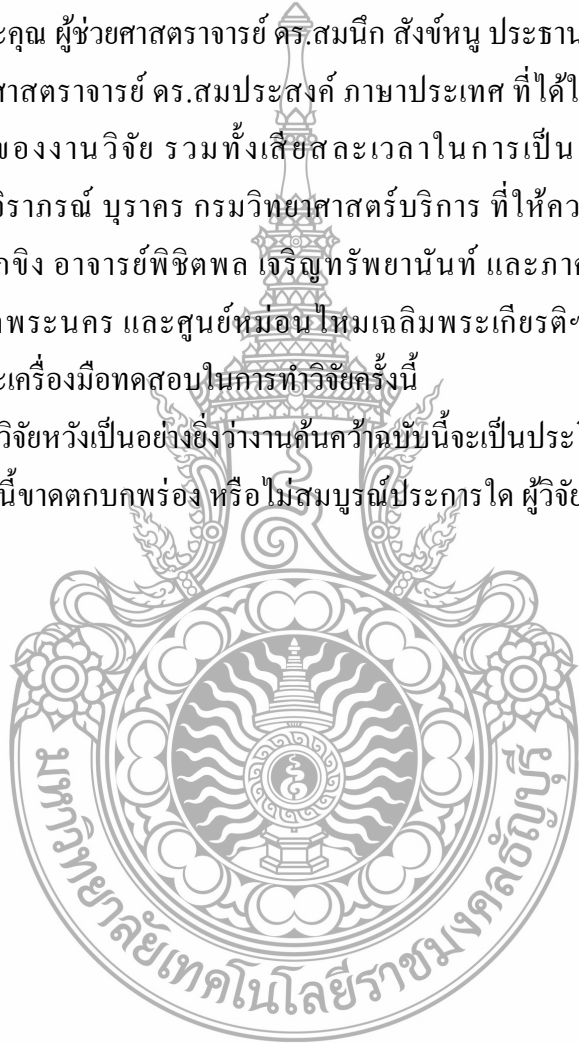 ะคุณ ผู้ช่วยศาสตราจารย์ ดร.สมนึก สังข์หนู ประธาน
ศาสตราจารย์ ดร.สมประสงค์ ภาษาประเทศ ที่ได้ใ
ของงานวิจัย รวมทั้งเสียสละเวลาในการเป็น
จิราภรณ์ บุราคร กรมวิทยาศาสตร์บริการ ที่ให้คว
กขิง อาจารย์พิชิตพล เจริญทรัพยานันท์ และภาค
พระนคร และศูนย์หม่อนไหมเฉลิมพระเกียรติฯ
ะเครื่องมือทดสอบในการทำวิจัยครั้งนี้
วิจัยหวังเป็นอย่างยิ่งว่างานค้นคว้าฉบับนี้จะเป็นประโ
นี้ขาดตกบกพร่อง หรือไม่สมบูรณ์ประการใด ผู้วิจัย
มหาวิทยาลัยเทคโนโลยีราชมงคลธัญบุรี